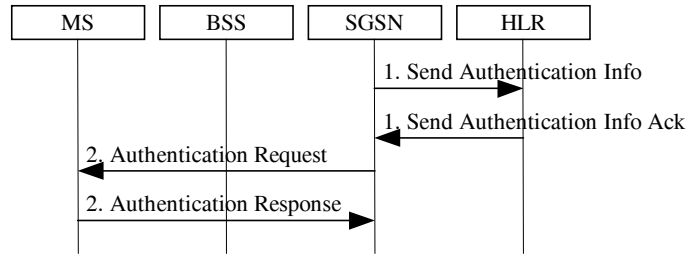 MS BSS SGSN HLR
1. Send Authentication Info
1. Send Authentication Info Ack
2. Authentication Request
2. Authentication Response